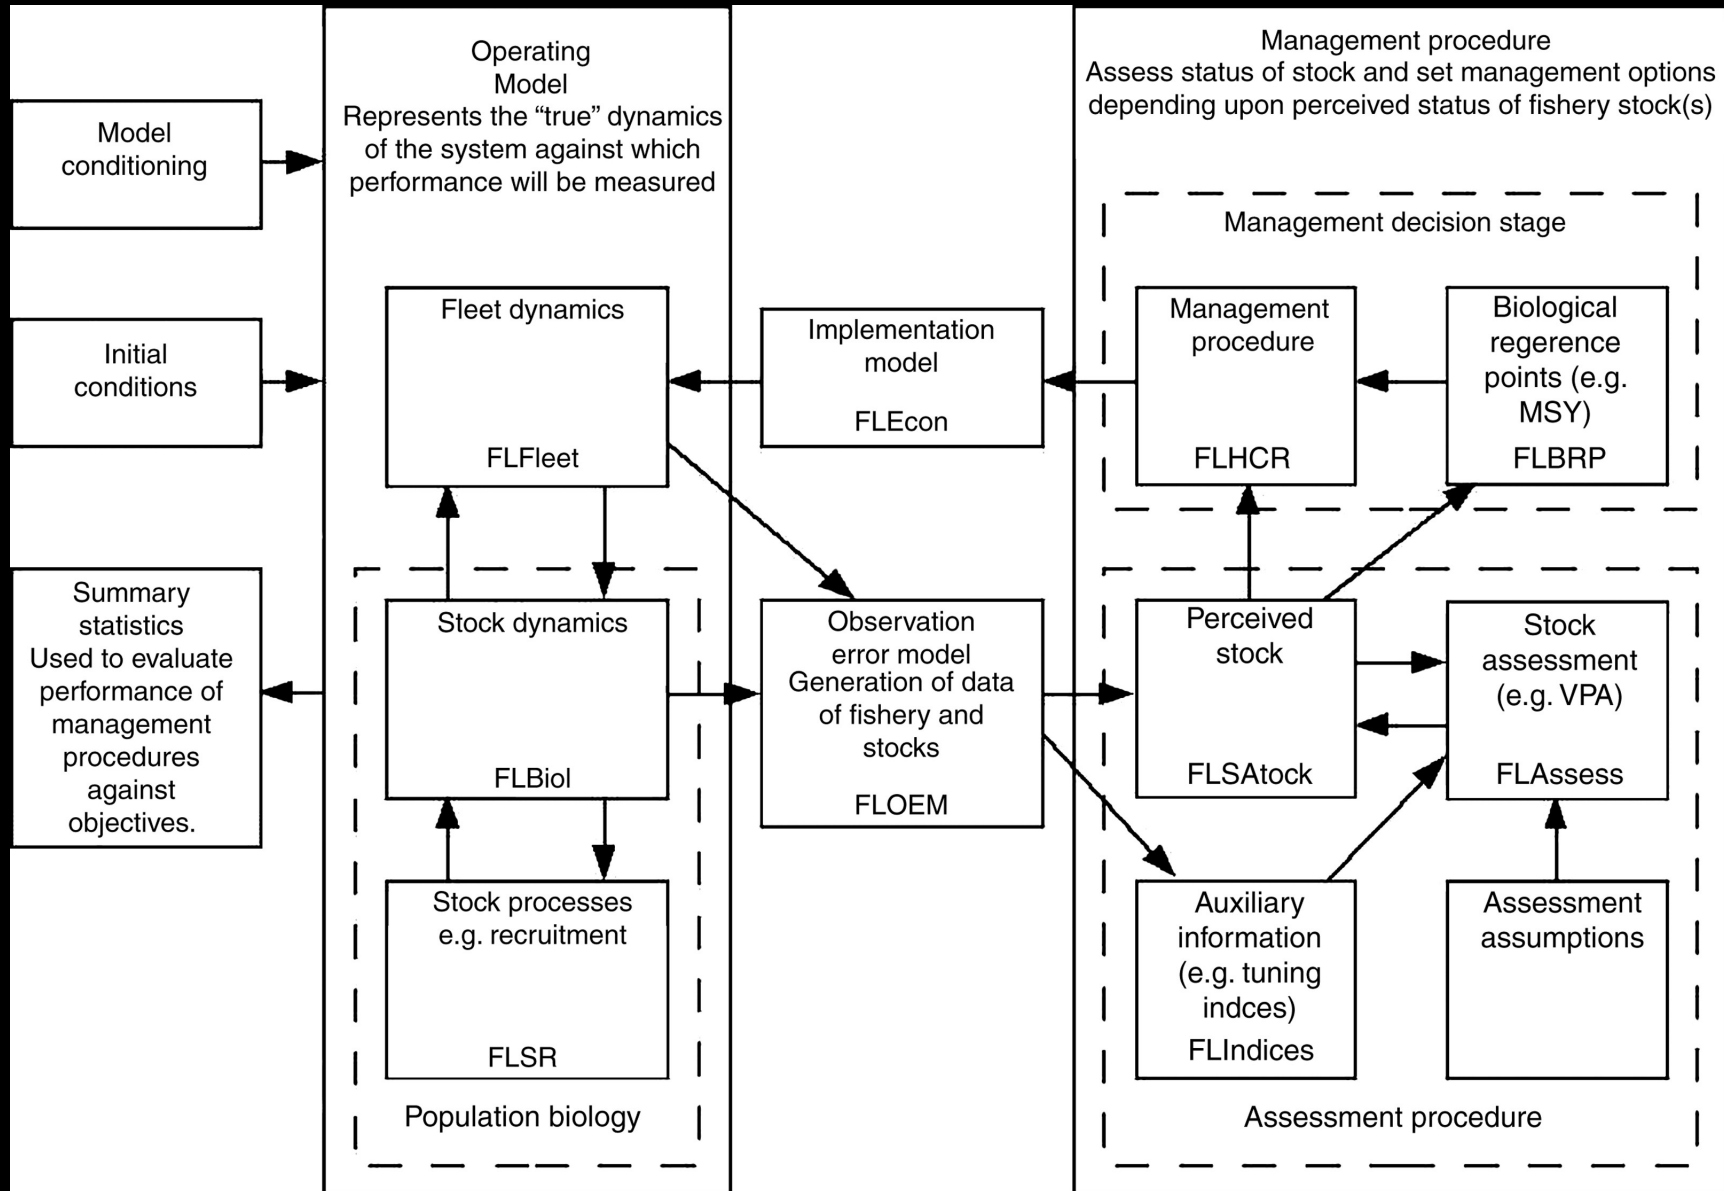 Model
conditioning
Initial
conditions
Summary
statistics
Used to evaluate
performance of
management
procedures
against
objectives.
Operating
Model
Represents the “true” dynamics
of the system against which
performance will be measured
Fleet dynamics
FLFleet
Stock dynamics
FLBiol
Stock processes
e.g. recruitment
FLSR
Population biology
Implementation
model
FLEcon
Observation
error model
Generation of data
of fishery and
stocks
FLOEM
Management procedure
Assess status of stock and set management options
depending upon perceived status of fishery stock(s)
Management decision stage
Management
procedure
FLHCR
Biological
regerence
points (e.g.
MSY)
FLBRP
Perceived
stock
FLSAtock
Stock
assessment
(e.g. VPA)
FLAssess
Auxiliary
information
(e.g. tuning
indces)
FLIndices
Assessment
assumptions
Assessment procedure